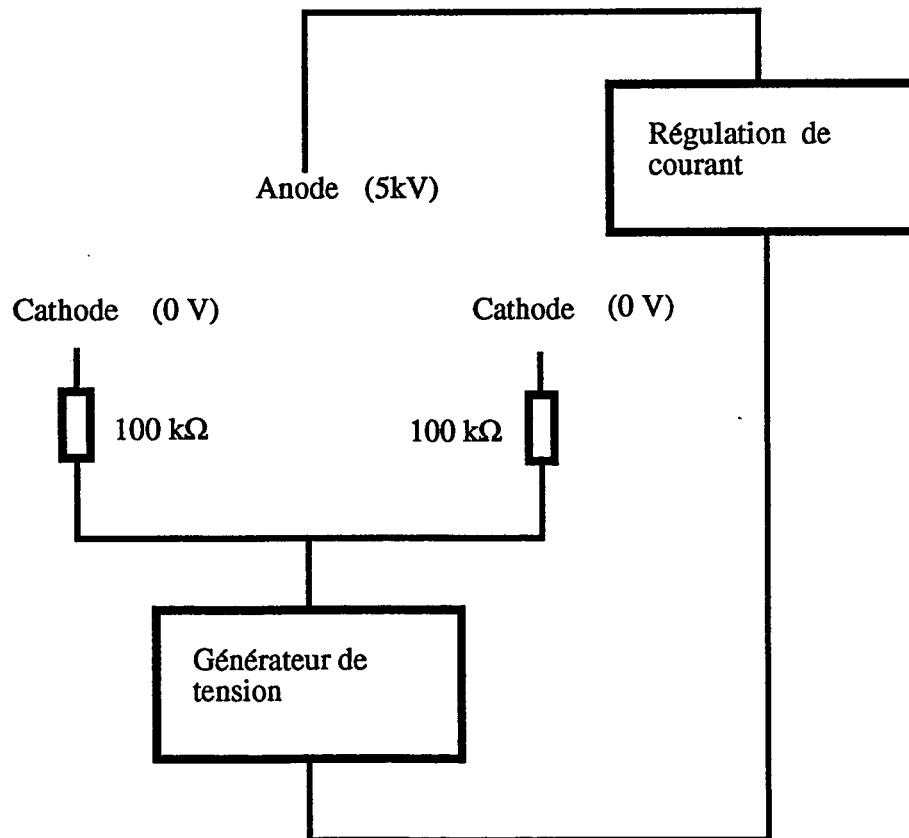 Régulation de
courant
Anode (5kV)
Cathode (0 V)
Cathode (0 V)
100 kΩ
100 kΩ
Générateur de
tension